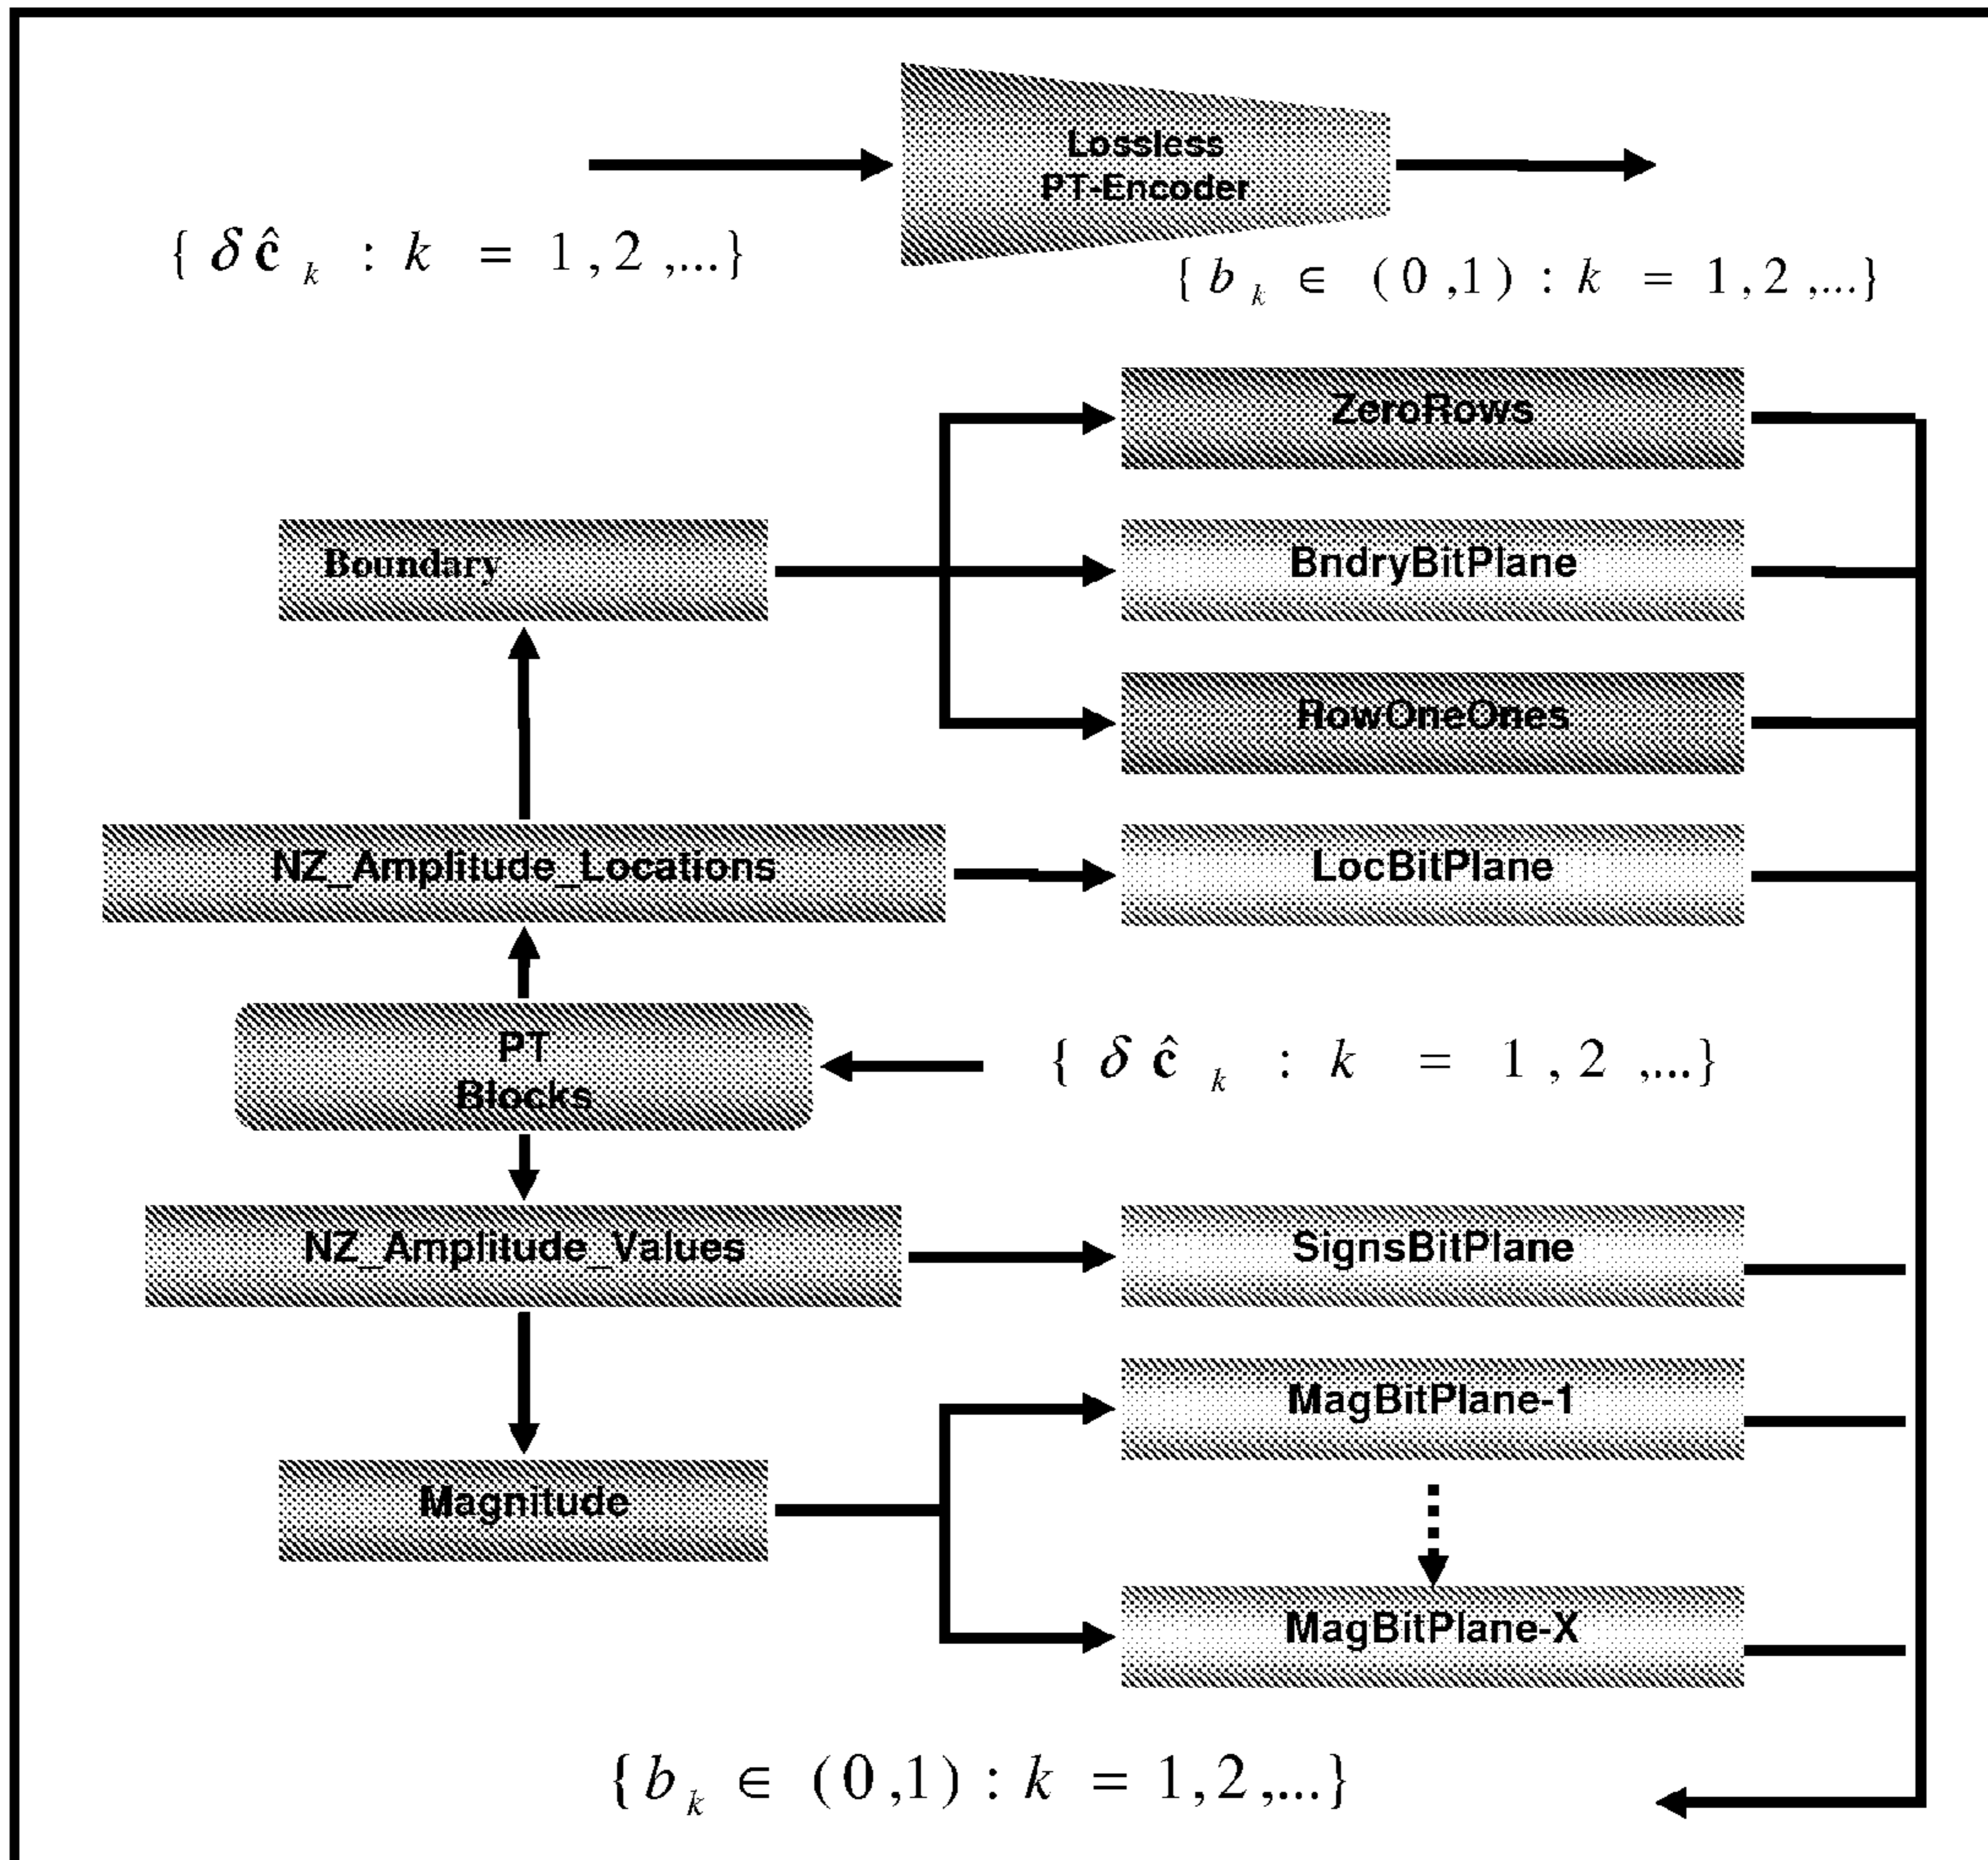 Lossless
PT-Encoder
{ δ ĉ k : k = 1 , 2 ,...}
{ b k ∈ ( 0 ,1 ) : k = 1 , 2 ,...}
ZeroRows
Boundary
BndryBitPlane
RowOneOnes
NZ_Amplitude_Locations
LocBitPlane
PT
Blocks
{ δ ĉ k : k = 1 , 2 ,...}
NZ_Amplitude_Values
SignsBitPlane
MagBitPlane-1
Magnitude
MagBitPlane-X
{ b k ∈ ( 0 ,1 ) : k = 1, 2 ,...}